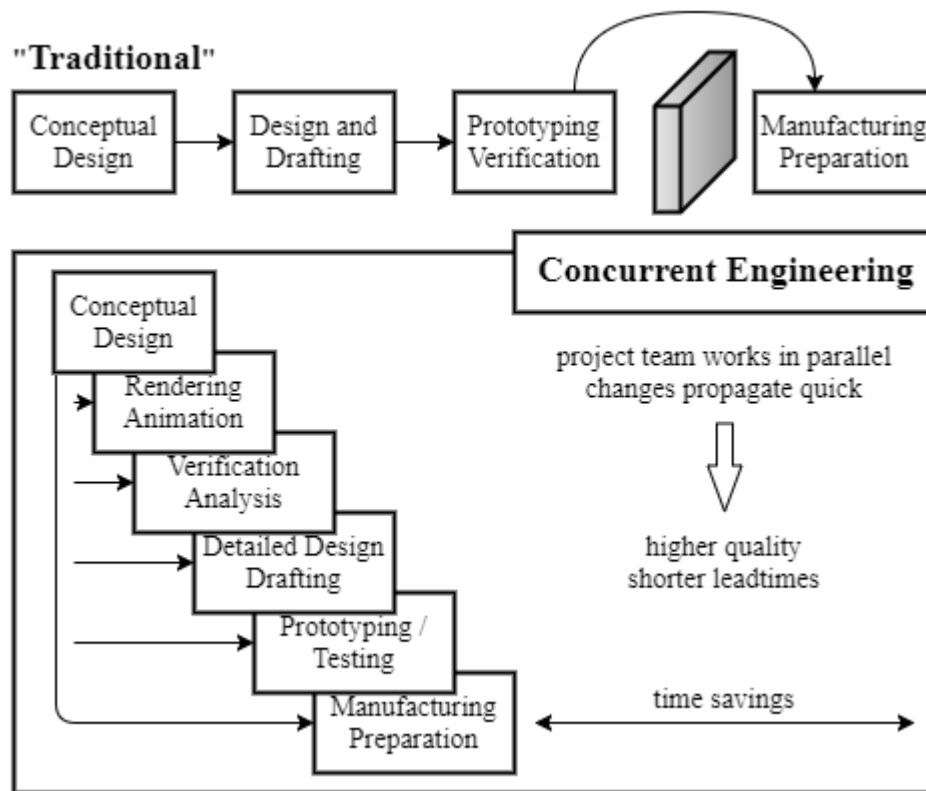 "Traditional"
Conceptual
Design
Design and
Drafting
Prototyping
Verification
Manufacturing
Preparation
Concurrent Engineering
Conceptual
Design
Rendering
Animation
Verification
Analysis
Detailed Design
Drafting
Prototyping /
Testing
Manufacturing
Preparation
project team works in parallel
changes propagate quick
higher quality
shorter leadtimes
time savings